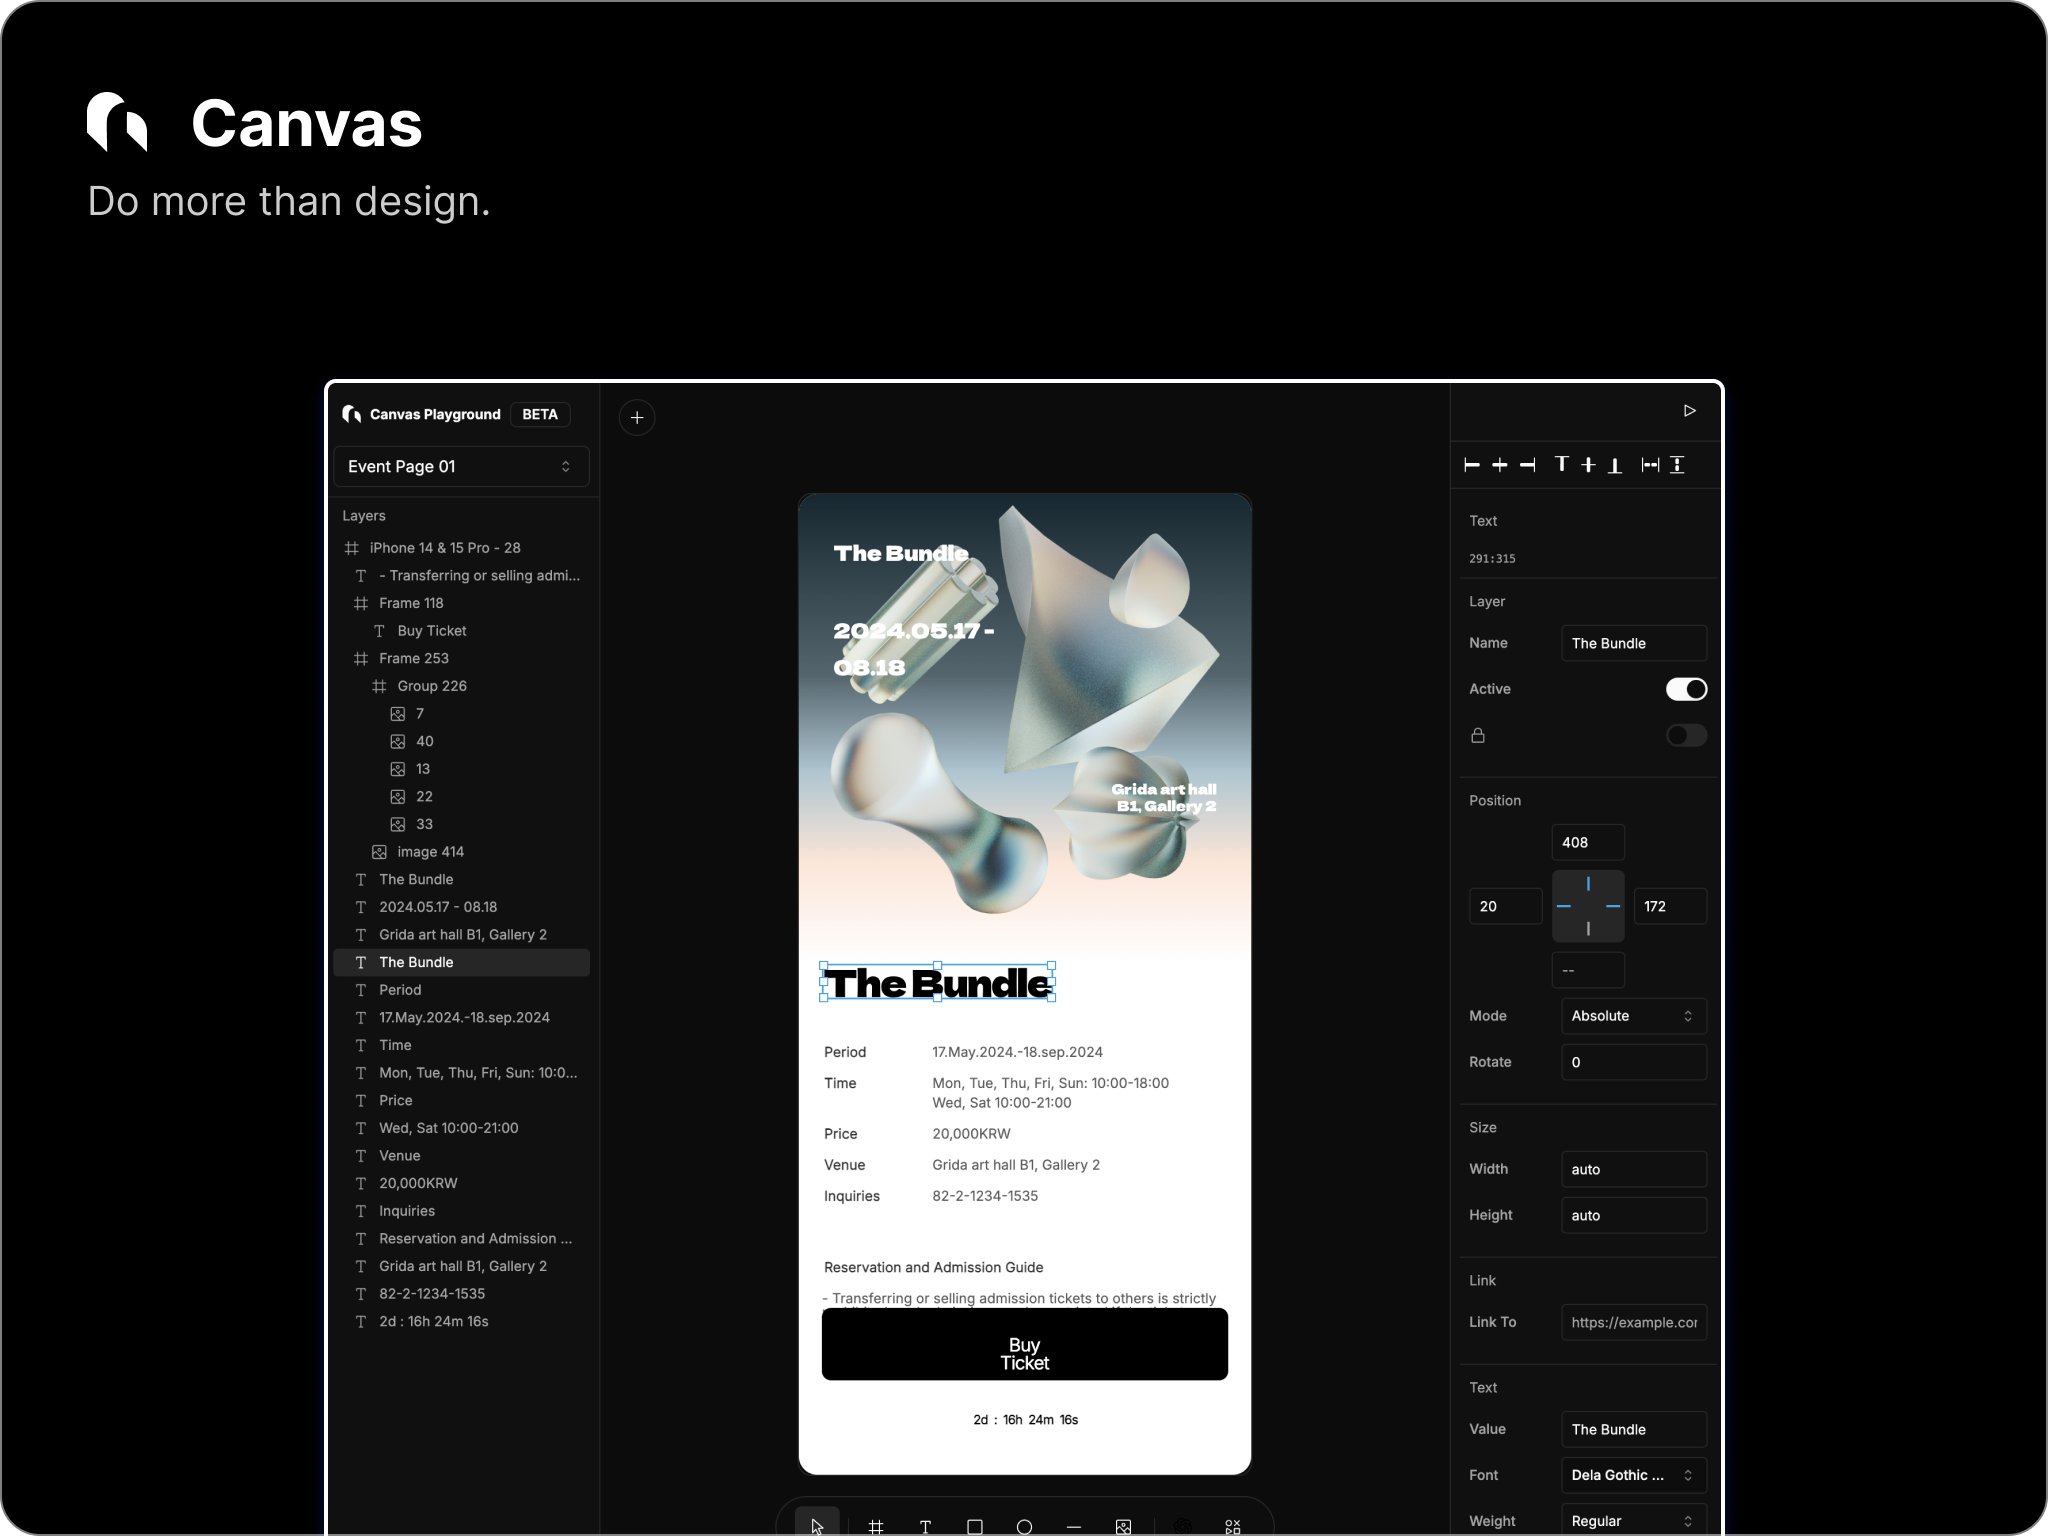 Canvas
Do more than design.
Canvas Playground
BETA
Event Page 01
Layers
iPhone 14 & 15 Pro - 28
- Transferring or selling admi...
Frame 118
Buy Ticket
Frame 253
Group 226
7
40
13
22
33
image 414
The Bundle
2024.05.17 - 08.18
Grida art hall B1, Gallery 2
The Bundle
Period
17.May.2024.-18.sep.2024
Time
Mon, Tue, Thu, Fri, Sun: 10:0...
Price
Wed, Sat 10:00-21:00
Venue
20,000KRW
Inquiries
Reservation and Admission ...
Grida art hall B1, Gallery 2
82-2-1234-1535
2d : 16h 24m 16s
The Bundle
2024.05.17 -
08.18
Grida art hall
B1, Gallery 2
The Bundle
Period
17.May.2024.-18.sep.2024
Time
Mon, Tue, Thu, Fri, Sun: 10:00-18:00
Wed, Sat 10:00-21:00
Price
20,000KRW
Venue
Grida art hall B1, Gallery 2
Inquiries
82-2-1234-1535
Reservation and Admission Guide
- Transferring or selling admission tickets to others is strictly
Buy
Ticket
2d : 16h 24m 16s
Text
291:315
Layer
Name
The Bundle
Active
Position
408
20
172
--
Mode
Absolute
Rotate
0
Size
Width
auto
Height
auto
Link
Link To
https://example.cor
Text
Value
The Bundle
Font
Dela Gothic ...
Weight
Regular